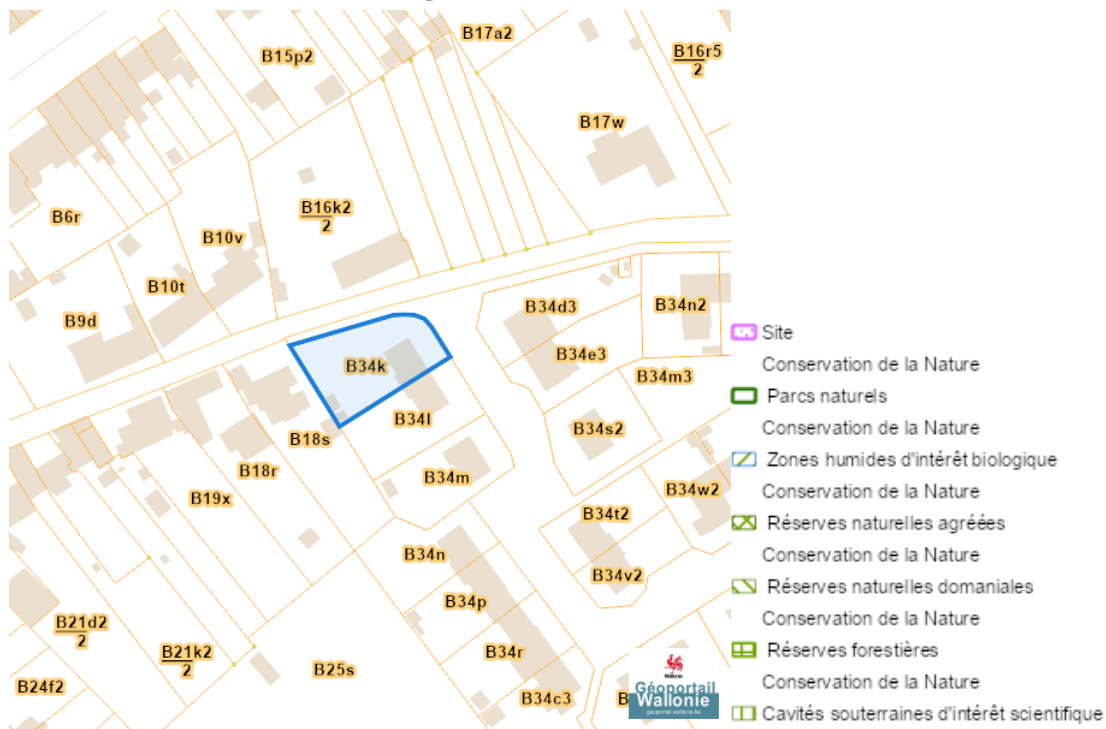 B17a2
B15p2
B16r5
2
B17w
B6r
B16k2
2
B10v
B10t
B9d
B34d3
B34n2
B34e3
B34k
B34m3
B34l
B34s2
B18s
B18r
B34m
B19x
B34w2
B34t2
B34n
B34v2
B34p
B21d2
2
B21k2
2
B34r
B25s
B24f2
B34c3
B
Wallonie
Géoportail
Wallonie
geoportail.wallonie.be
Site
Conservation de la Nature
Parcs naturels
Conservation de la Nature
Zones humides d'intérêt biologique
Conservation de la Nature
Réserves naturelles agréées
Conservation de la Nature
Réserves naturelles domaniales
Conservation de la Nature
Réserves forestières
Conservation de la Nature
Cavités souterraines d'intérêt scientifique